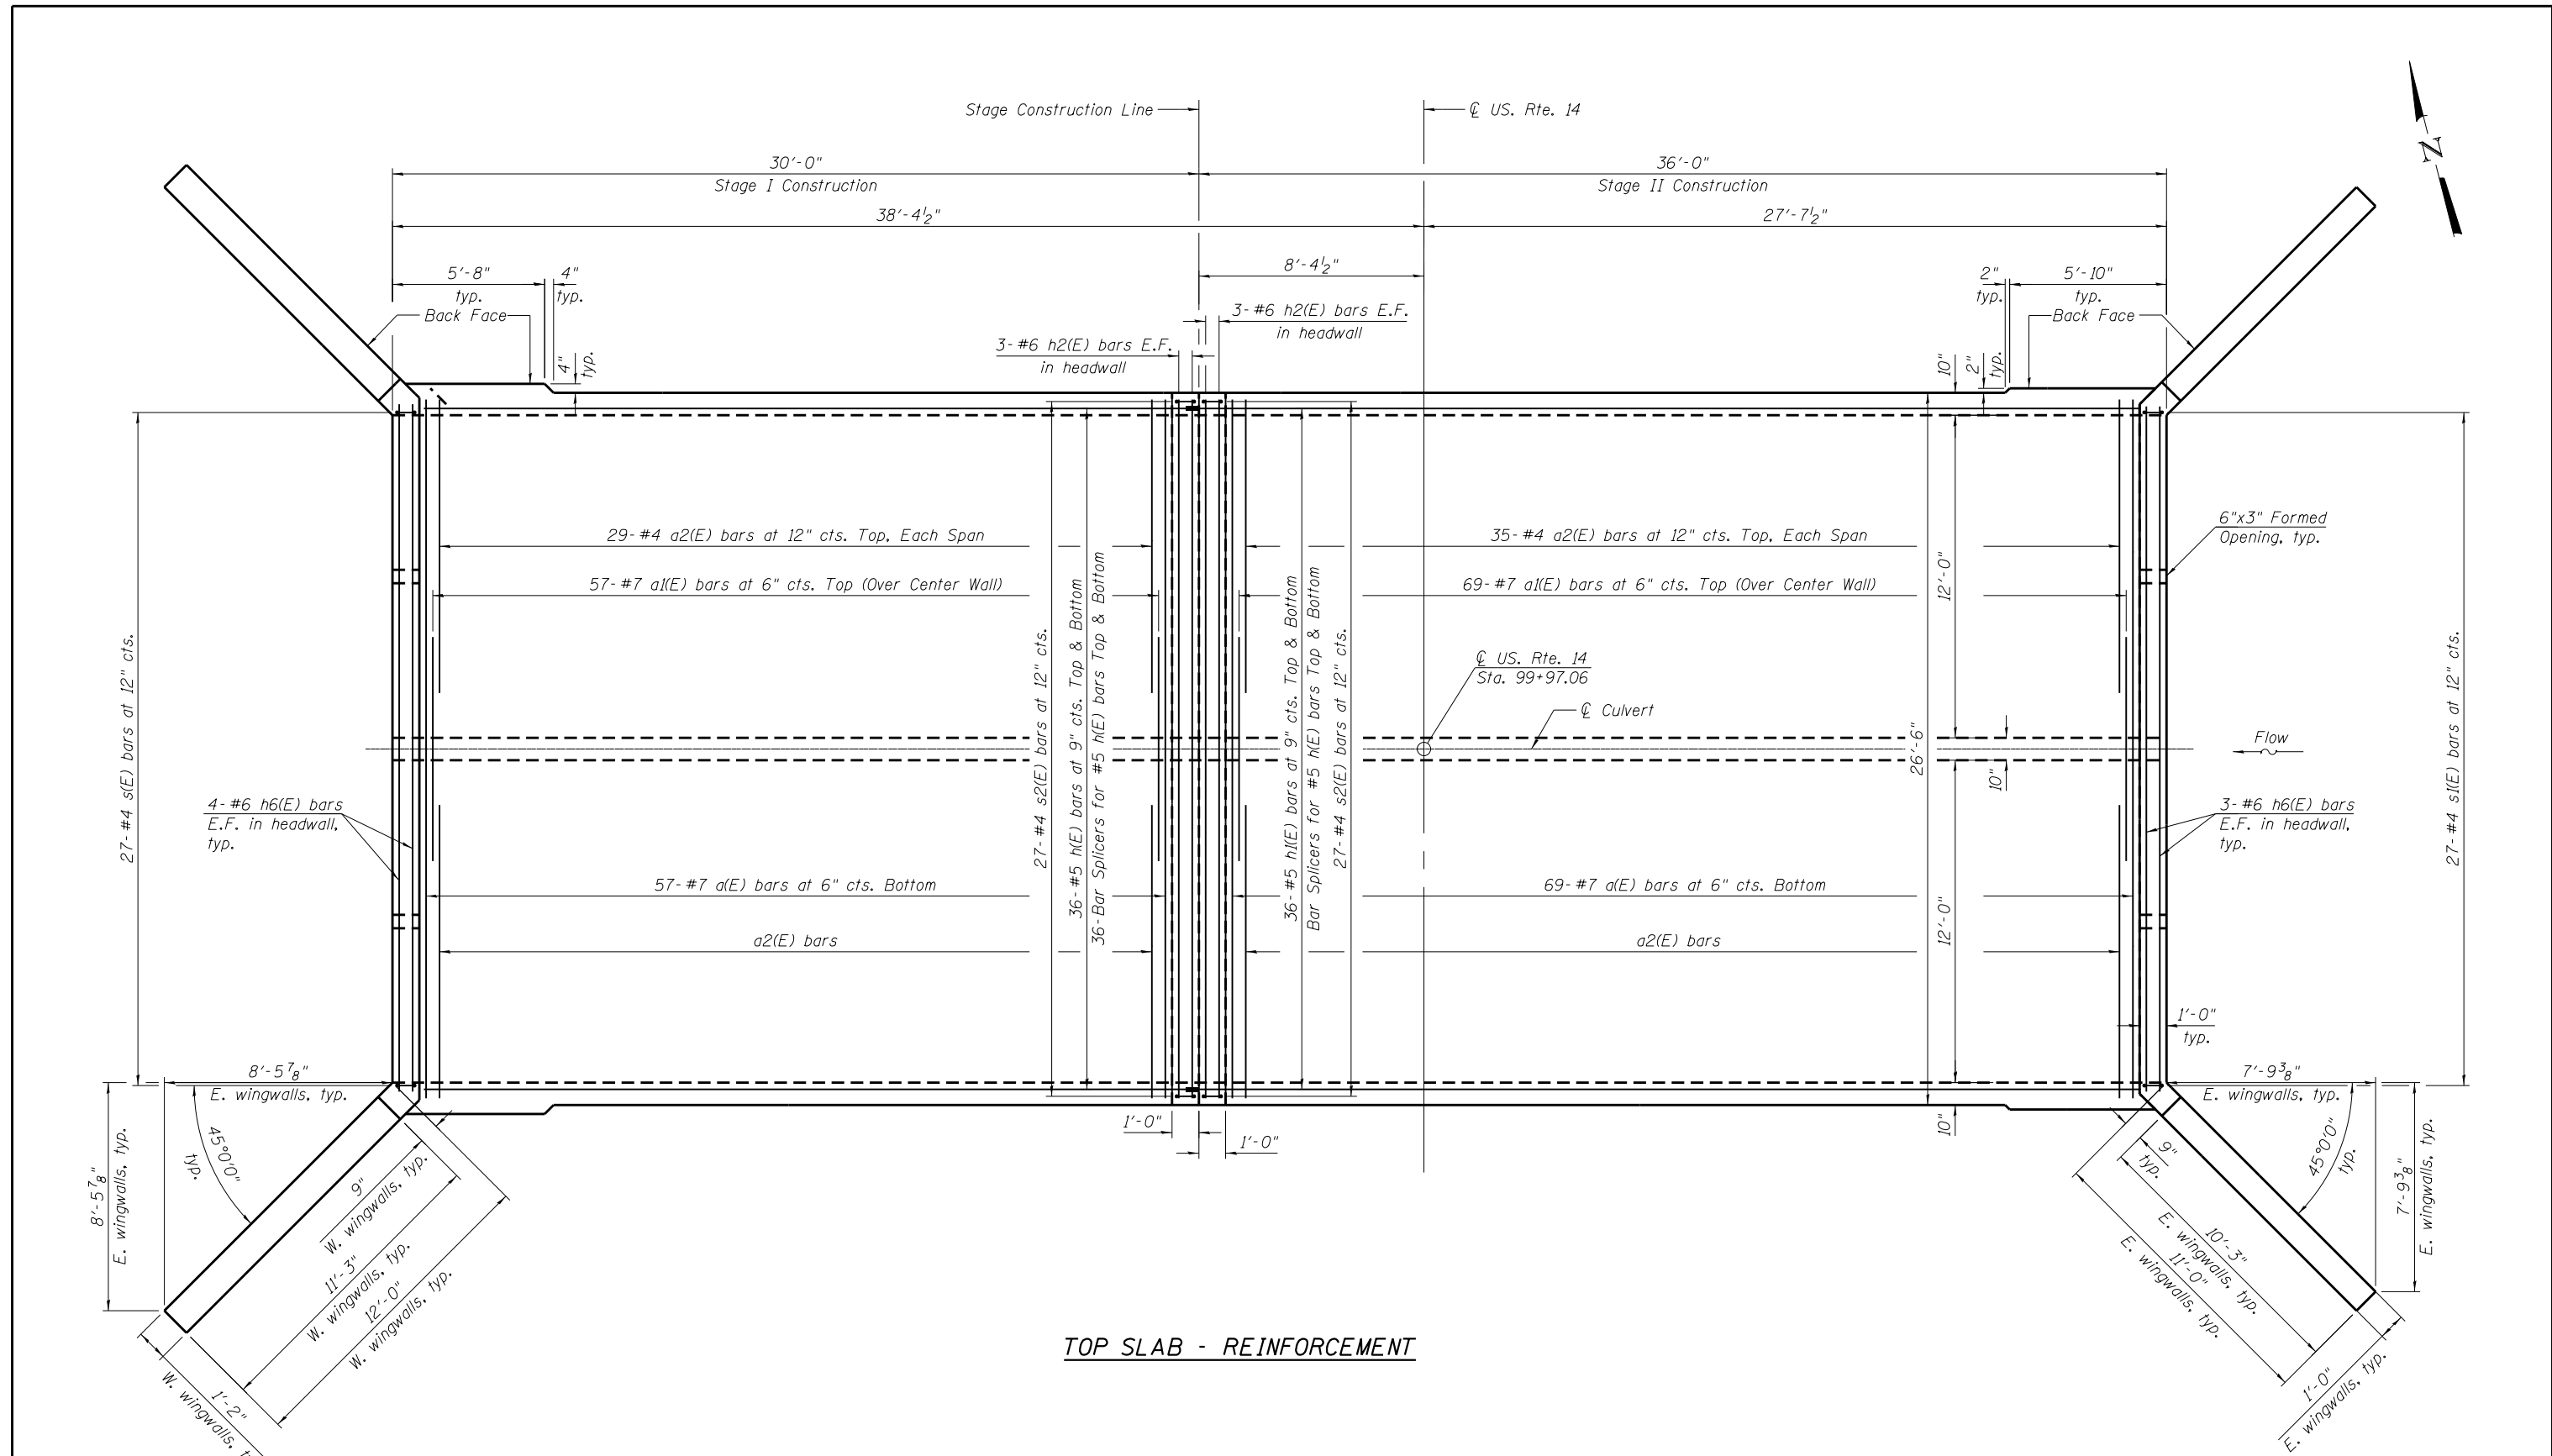 Stage Construction Line
℄ US. Rte. 14
N
30'-0"
Stage I Construction
36'-0"
Stage II Construction
38'-4½"
27'-7½"
8'-4½"
5'-8"
typ.
4"
typ.
2"
typ.
5'-10"
typ.
Back Face
Back Face
3-#6 h2(E) bars E.F.
in headwall
3-#6 h2(E) bars E.F.
in headwall
4"
typ.
10"
2"
typ.
29-#4 a2(E) bars at 12" cts. Top, Each Span
35-#4 a2(E) bars at 12" cts. Top, Each Span
6"x3" Formed
Opening, typ.
57-#7 a1(E) bars at 6" cts. Top (Over Center Wall)
69-#7 a1(E) bars at 6" cts. Top (Over Center Wall)
12'-0"
27-#4 s(E) bars at 12" cts.
27-#4 s2(E) bars at 12" cts.
36-#5 h(E) bars at 9" cts. Top & Bottom
36-Bar Splicers for #5 h(E) bars Top & Bottom
36-#5 h1(E) bars at 9" cts. Top & Bottom
Bar Splicers for #5 h(E) bars Top & Bottom
27-#4 s2(E) bars at 12" cts.
27-#4 s1(E) bars at 12" cts.
℄ US. Rte. 14
Sta. 99+97.06
℄ Culvert
26'-6"
10"
Flow
4-#6 h6(E) bars
E.F. in headwall,
typ.
3-#6 h6(E) bars
E.F. in headwall,
typ.
57-#7 a(E) bars at 6" cts. Bottom
69-#7 a(E) bars at 6" cts. Bottom
12'-0"
a2(E) bars
a2(E) bars
1'-0"
typ.
8'-5⅞"
E. wingwalls, typ.
7'-9⅜"
E. wingwalls, typ.
45°0'0"
typ.
8'-5⅞"
E. wingwalls, typ.
1'-0"
1'-0"
10"
9"
typ.
45°0'0"
typ.
7'-9⅜"
E. wingwalls, typ.
9"
W. wingwalls, typ.
11'-3"
W. wingwalls, typ.
12'-0"
W. wingwalls, typ.
1'-2"
W. wingwalls,
10'-3"
E. wingwalls, typ.
11'-0"
E. wingwalls, typ.
1'-0"
E. wingwalls, typ.
TOP SLAB - REINFORCEMENT